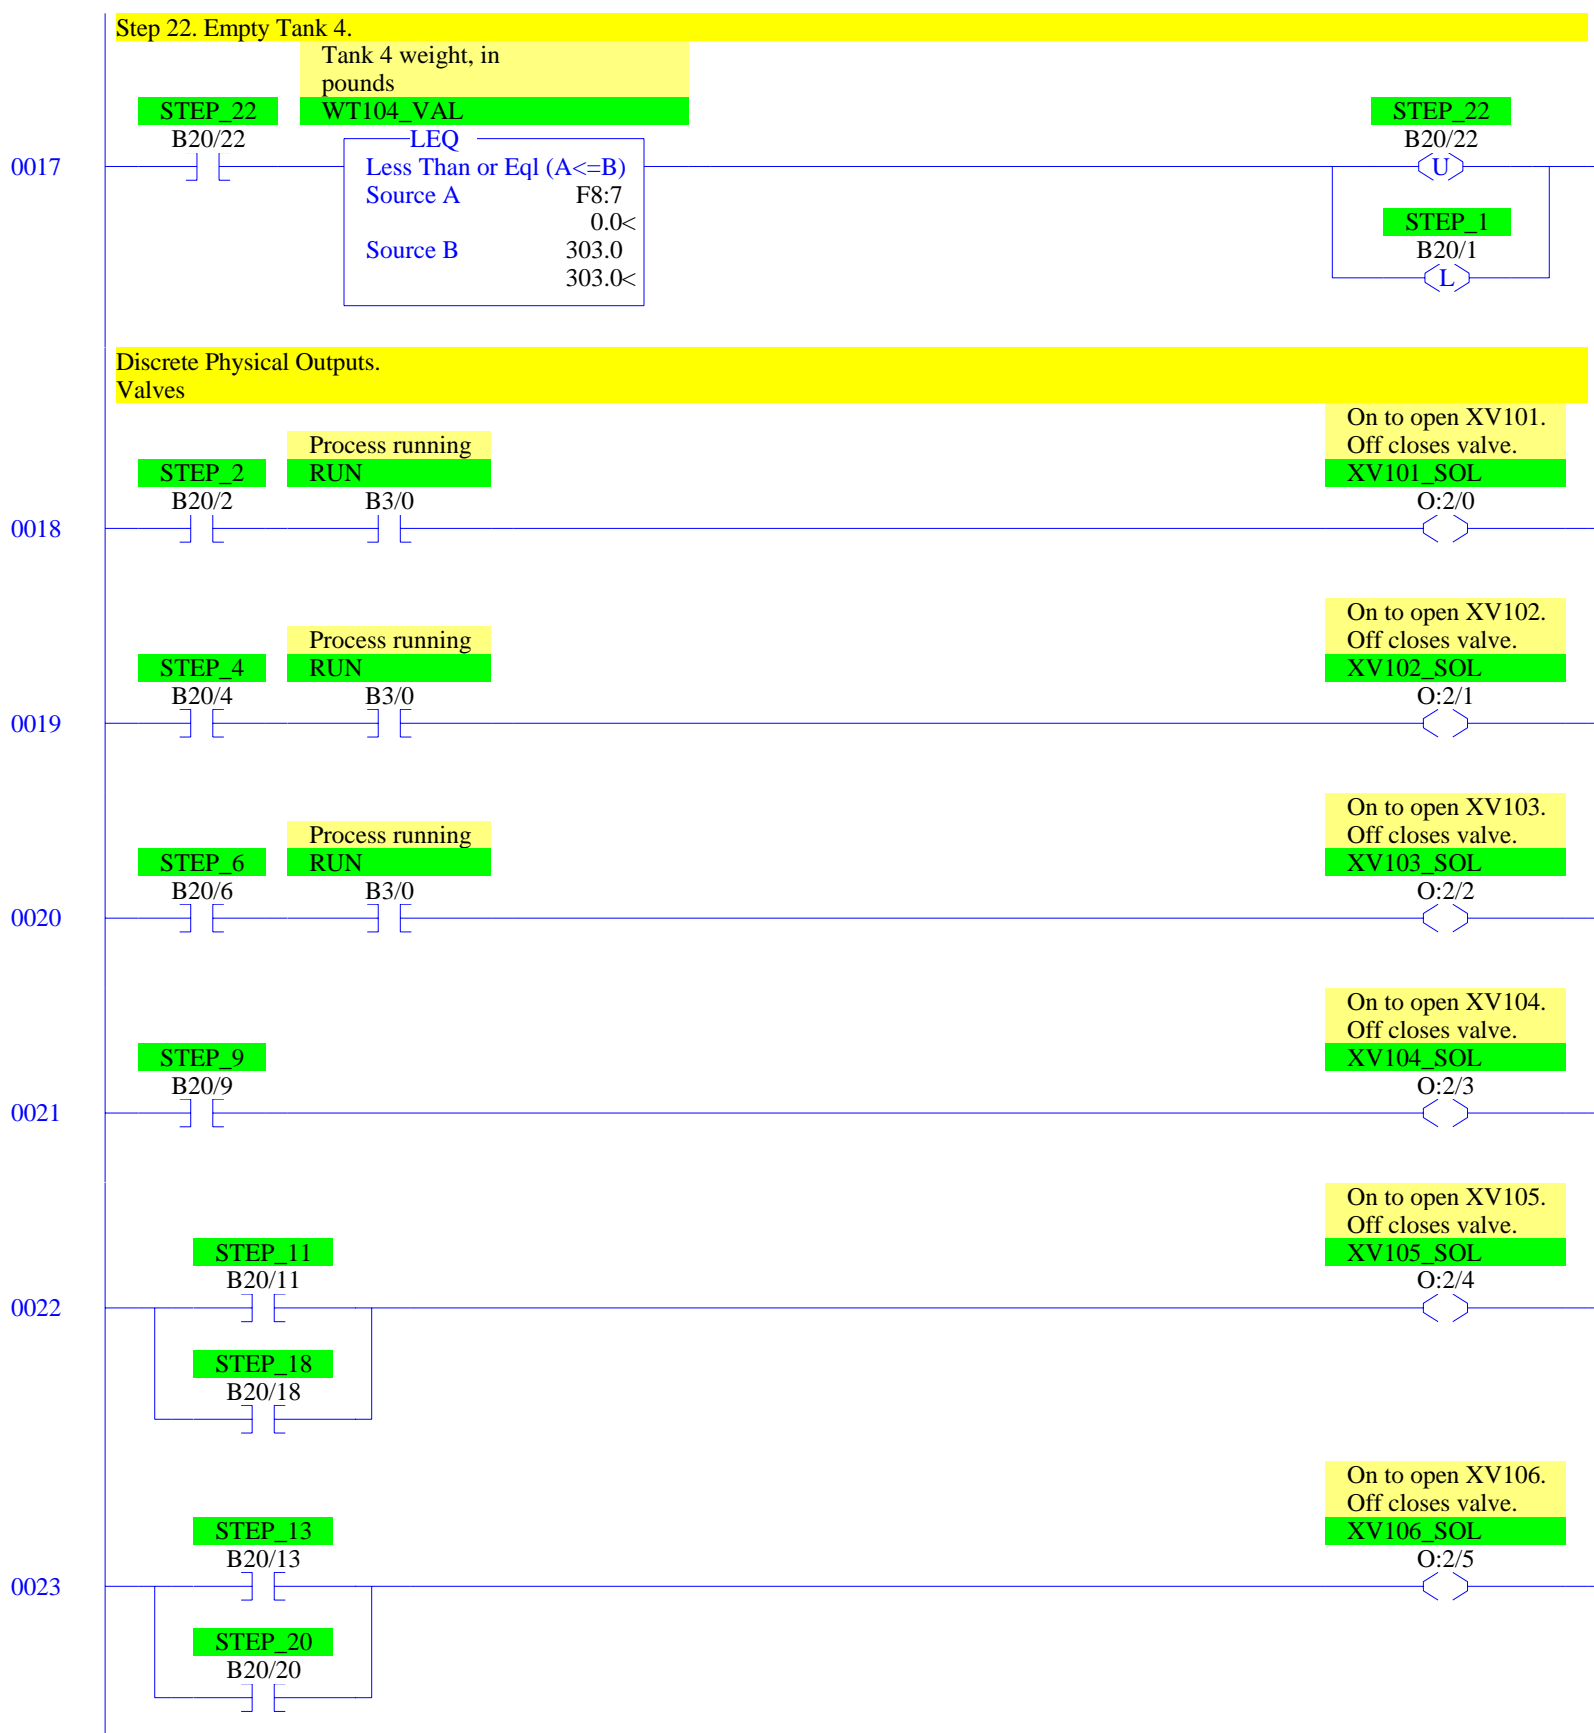 Step 22. Empty Tank 4.
Tank 4 weight, in
pounds
STEP_22
WT104_VAL
STEP_22
B20/22
LEQ
B20/22
0017
Less Than or Eql (A<=B)
U
Source A
F8:7
0.0<
STEP_1
Source B
303.0
B20/1
303.0<
L
Discrete Physical Outputs.
Valves
On to open XV101.
Process running
Off closes valve.
STEP_2
RUN
XV101_SOL
B20/2
B3/0
O:2/0
0018
On to open XV102.
Process running
Off closes valve.
STEP_4
RUN
XV102_SOL
B20/4
B3/0
O:2/1
0019
On to open XV103.
Process running
Off closes valve.
STEP_6
RUN
XV103_SOL
B20/6
B3/0
O:2/2
0020
On to open XV104.
Off closes valve.
STEP_9
XV104_SOL
B20/9
O:2/3
0021
On to open XV105.
Off closes valve.
STEP_11
XV105_SOL
B20/11
O:2/4
0022
STEP_18
B20/18
On to open XV106.
Off closes valve.
STEP_13
XV106_SOL
B20/13
O:2/5
0023
STEP_20
B20/20